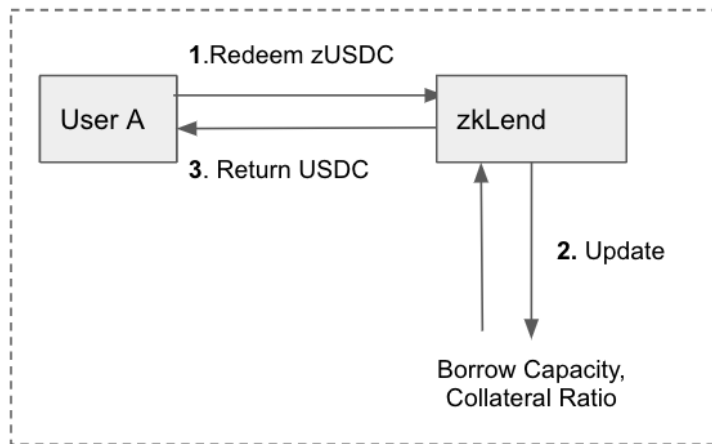 1.Redeem zUSDC
User A
zkLend
3. Return USDC
2. Update
Borrow Capacity,
Collateral Ratio